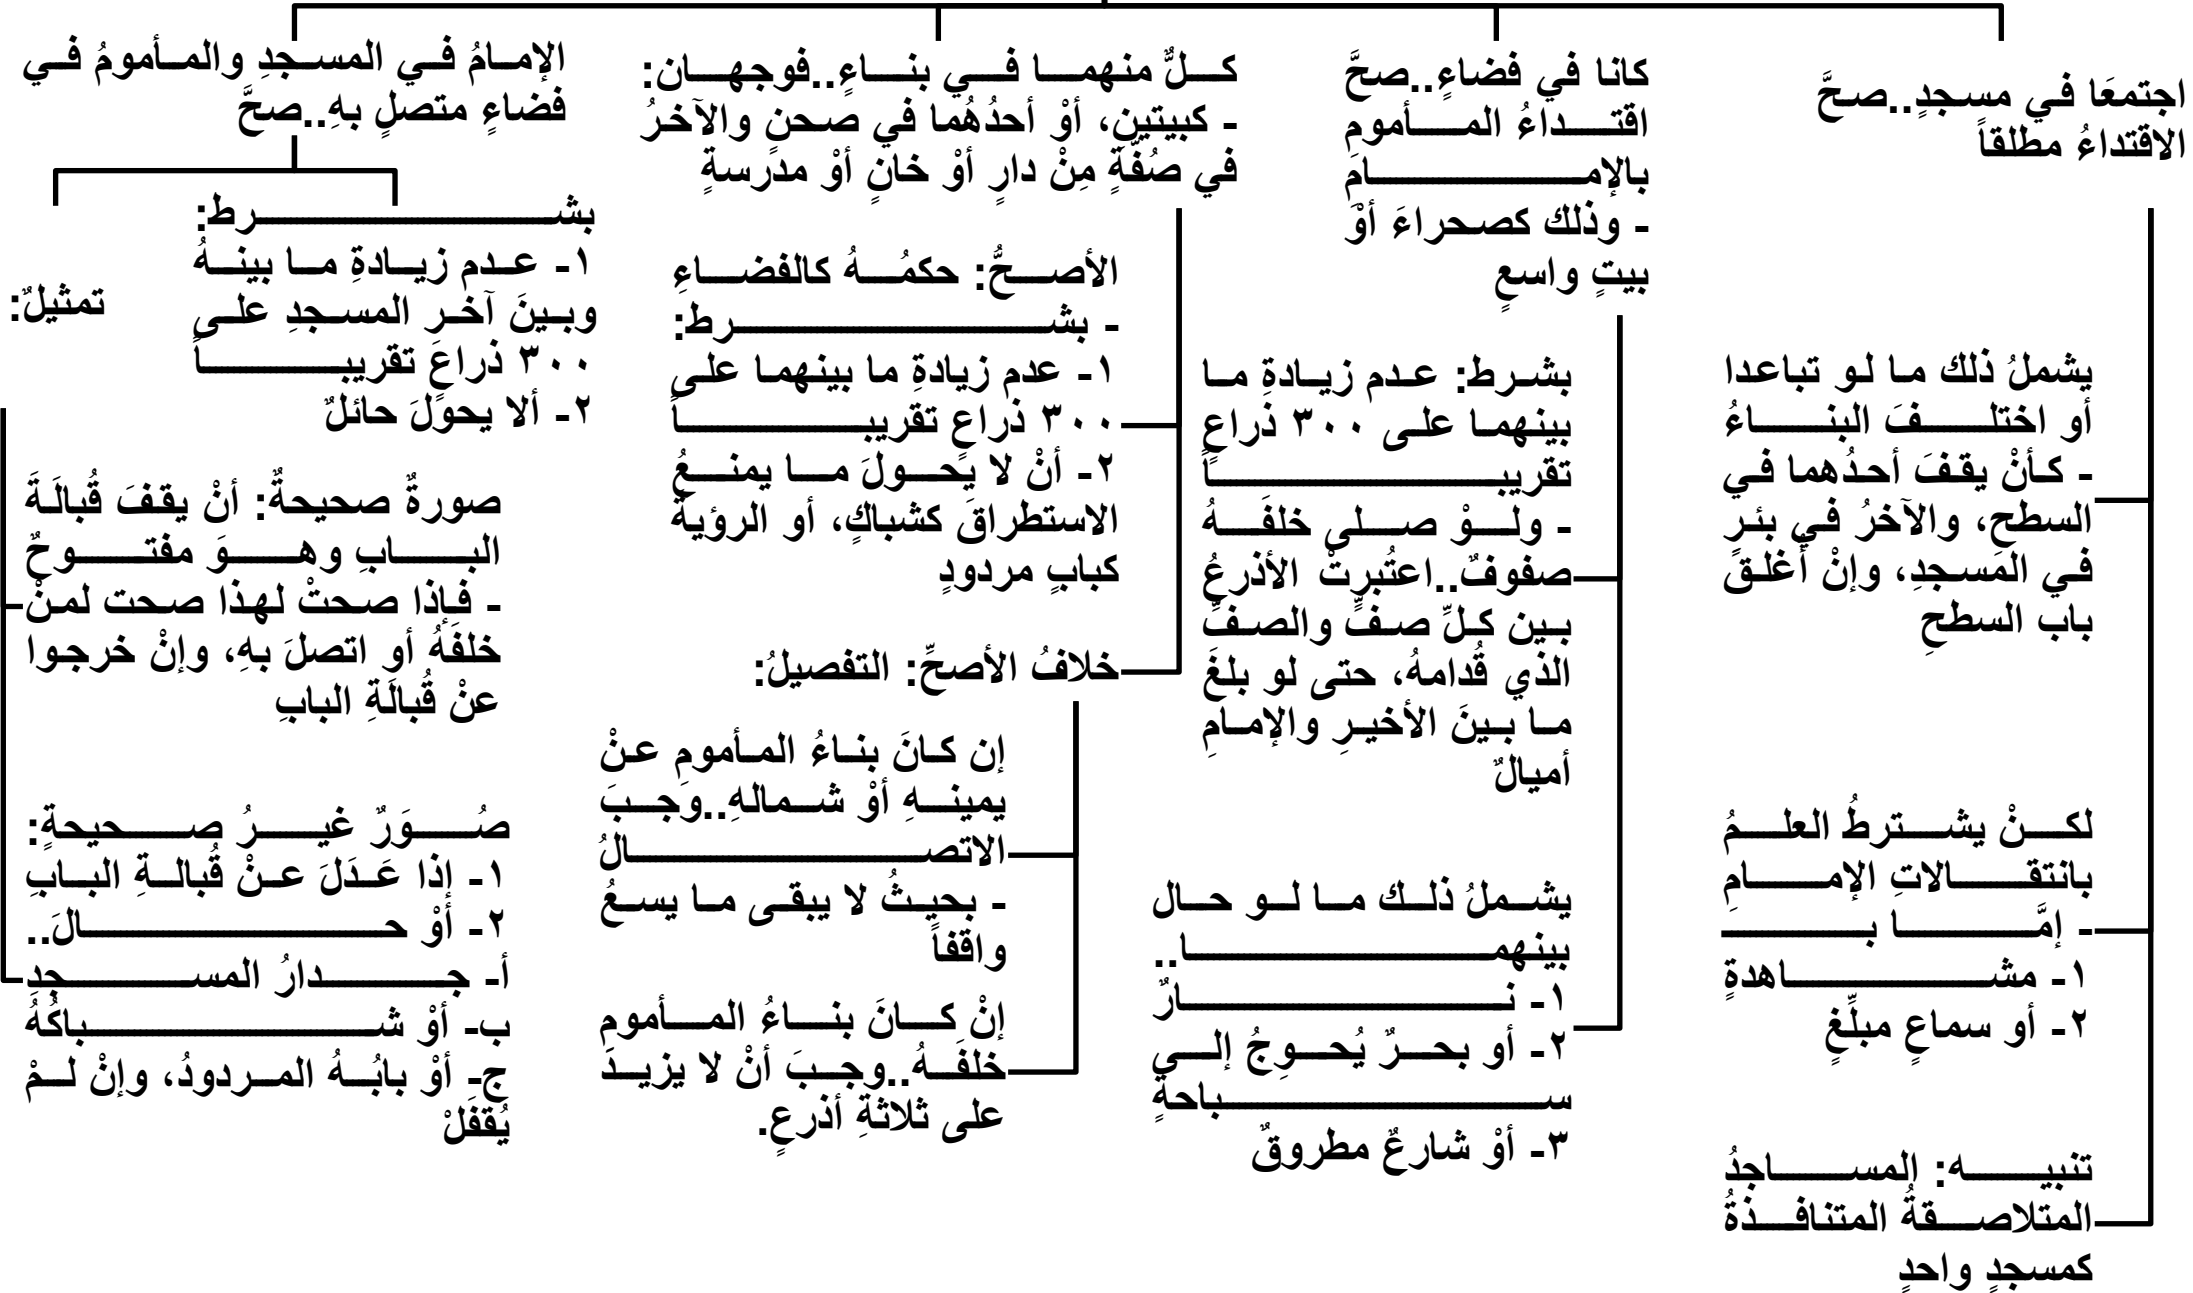 اجتمعَا في مسجدٍ..صحَّ
الاقتداءُ مطلقاً
يشملُ ذلك ما لو تباعدا
أو اختلفَ البناءُ
- كأنْ يقفَ أحدُهما في
السطحِ، والآخرُ في بئرٍ
في المسجدِ، وإنْ أُغلقَ
باب السطحِ
لكنْ يشترطُ العلمُ
بانتقالاتِ الإمامِ
- إمَّا بـ
١- مشاهدةٍ
٢- أو سماعٍ مبلِّغٍ
تنبيه: المساجدُ
المتلاصقةُ المتنافذةُ
كمسجدٍ واحدٍ
كانا في فضاءٍ..صحَّ
اقتداءُ المأمومِ
بالإمامِ
- وذلك كصحراءَ أوْ
بيتٍ واسعٍ
بشرط: عدم زيادةِ ما
بينهما على ٣٠٠ ذراعٍ
تقريباً
- ولوْ صلى خلفَهُ
صفوفٌ..اعتُبرتْ الأذرعُ
بين كلِّ صفٍّ والصفِّ
الذي قُدامهُ، حتى لو بلغَ
ما بينَ الأخيرِ والإمامِ
أميالٌ
يشملُ ذلك ما لو حال
بينهما..
١- نارٌ
٢- أو بحرٌ يُحوِجُ إلى
سباحةٍ
٣- أوْ شارعٌ مطروقٌ
كلٌّ منهما في بناءٍ..فوجهان:
- كبيتينِ، أوْ أحدُهُما في صحنٍ والآخرُ
في صُفَّةٍ مِنْ دارٍ أوْ خانٍ أوْ مدرسةٍ
الأصحُّ: حكمُهُ كالفضاءِ
- بشرط:
١- عدم زيادةِ ما بينهما على
٣٠٠ ذراعٍ تقريباً
٢- أنْ لا يحولَ ما يمنعُ
الاستطراقَ كشباكٍ، أو الرؤيةَ
كبابٍ مردودٍ
خلافُ الأصحِّ: التفصيلُ:
إن كانَ بناءُ المأمومِ عنْ
يمينهِ أوْ شمالهِ..وَجبَ
الاتصالُ
- بحيثُ لا يبقى ما يسعُ
واقفاً
إنْ كانَ بناءُ المأمومِ
خلفَهُ..وجبَ أنْ لا يزيدَ
على ثلاثةِ أذرعٍ.
الإمامُ في المسجدِ والمأمومُ في
فضاءٍ متصلٍ بهِ..صحَّ
بشرط:
١- عدم زيادةِ ما بينهُ
وبينَ آخرِ المسجدِ على
٣٠٠ ذراعٍ تقريباً
٢- ألا يحولَ حائلٌ
تمثيلٌ:
صورةٌ صحيحةٌ: أنْ يقفَ قُبالَةَ
البابِ وهوَ مفتوحٌ
- فإذا صحتْ لهذا صحت لمنْ
خلفَهُ أو اتصلَ بهِ، وإنْ خرجوا
عنْ قُبالَةِ البابِ
صُوَرٌ غيرُ صحيحةٍ:
١- إذا عَدَلَ عنْ قُبالةِ البابِ
٢- أوْ حالَ..
أ- جدارُ المسجدِ
ب- أوْ شباكُهُ
ج- أوْ بابُهُ المردودُ، وإنْ لمْ
يُقفَلْ